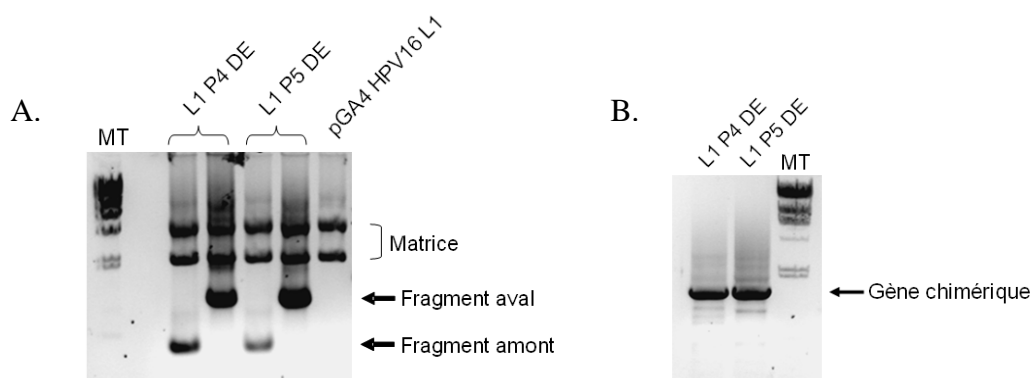 A.
MT
L1 P4 DE
L1 P5 DE
pGA4 HPV16 L1
Matrice
Fragment aval
Fragment amont
B.
L1 P4 DE
L1 P5 DE
MT
Gène chimérique